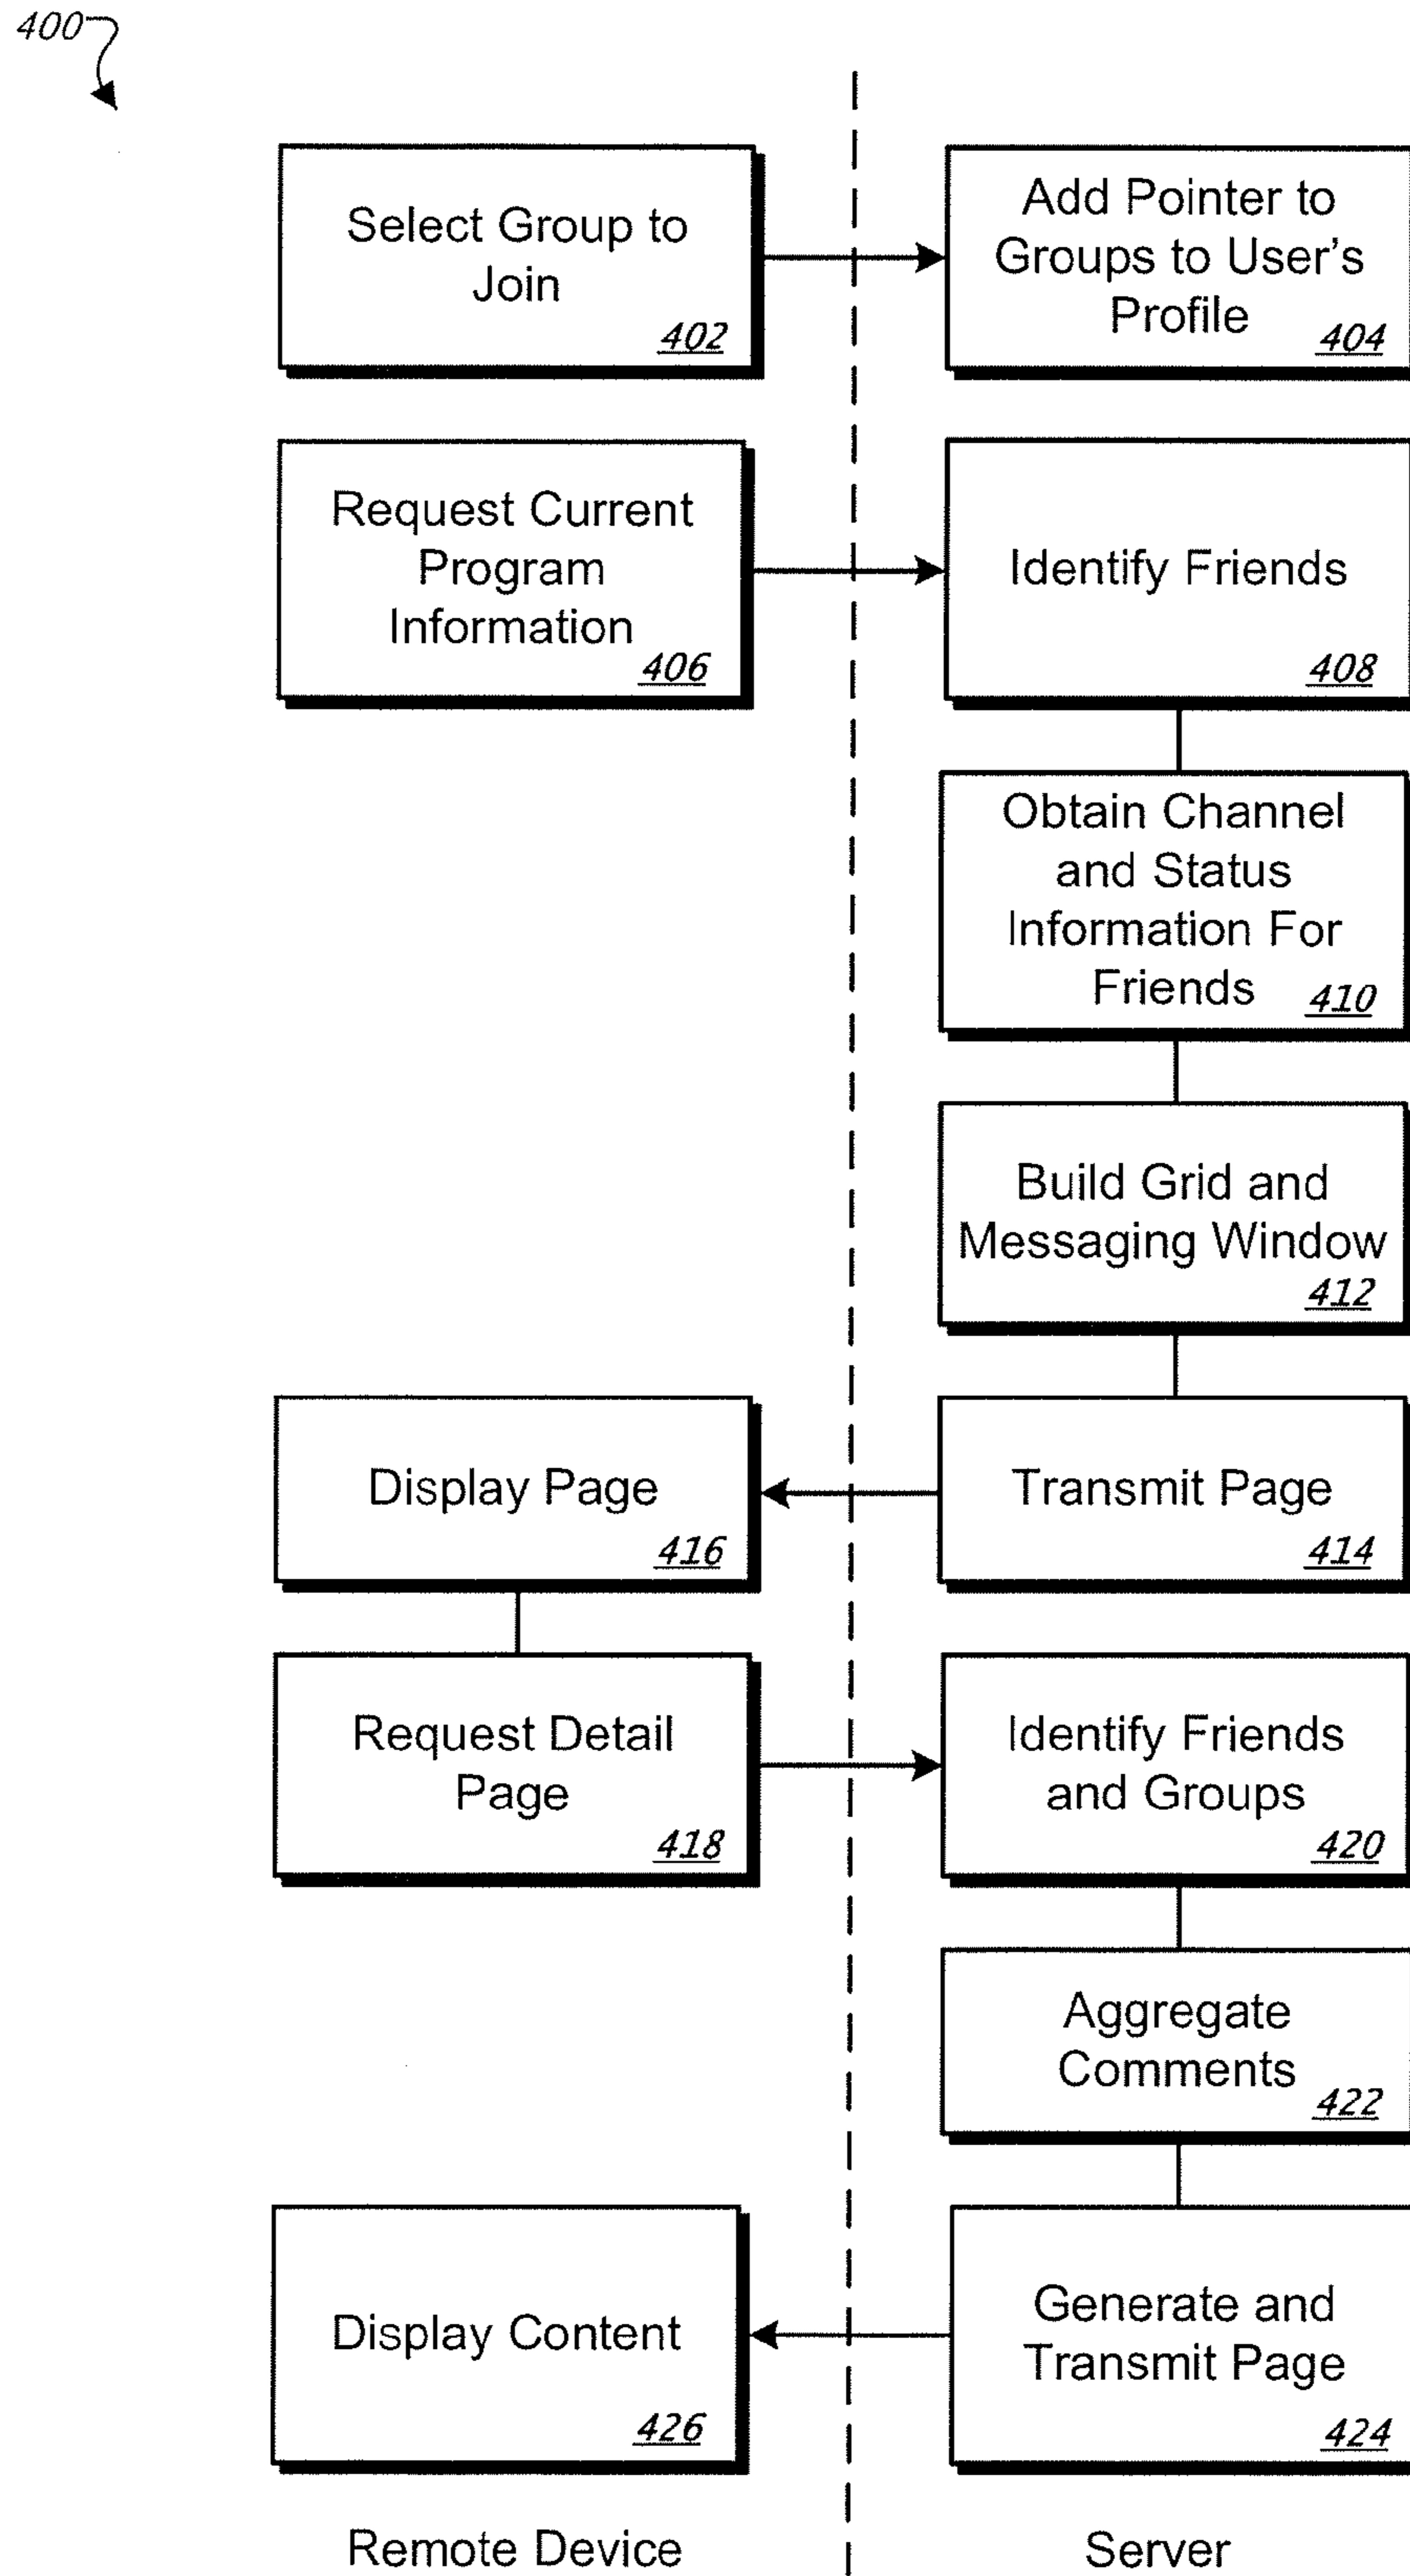 400
Select Group to
Join
402
Add Pointer to
Groups to User's
Profile
404
Request Current
Program
Information
406
Identify Friends
408
Obtain Channel
and Status
Information For
Friends
410
Build Grid and
Messaging Window
412
Display Page
416
Transmit Page
414
Request Detail
Page
418
Identify Friends
and Groups
420
Aggregate
Comments
422
Display Content
426
Generate and
Transmit Page
424
Remote Device
Server